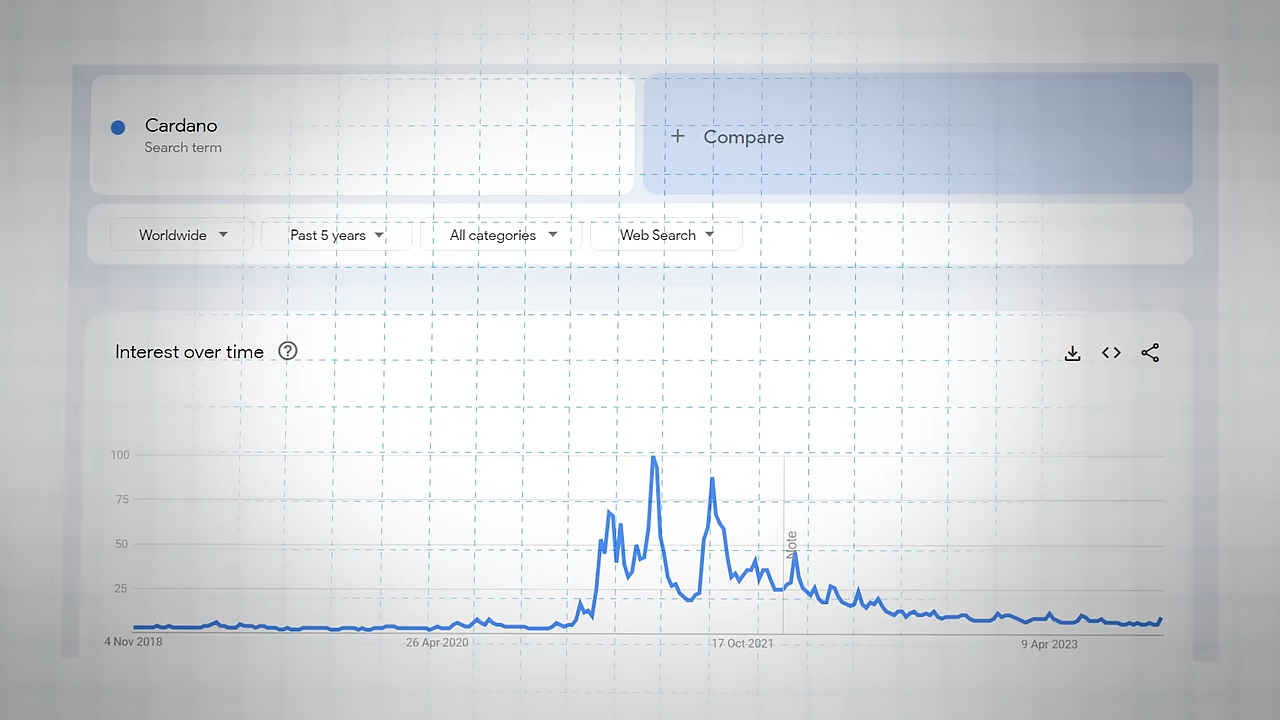 Cardano
Search term
+ Compare
Worldwide
Past 5 years
All categories
Web Search
Interest over time
100
75
50
25
Note
4 Nov 2018
26 Apr 2020
17 Oct 2021
9 Apr 2023